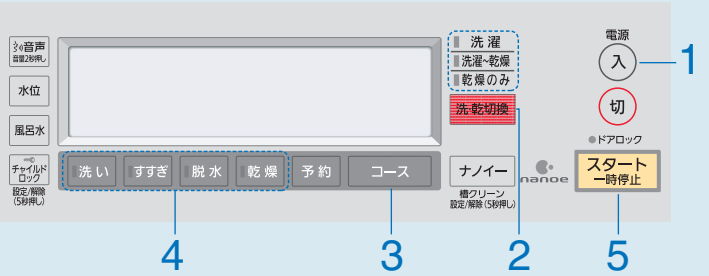 音声
音量2秒押し
水位
風呂水
チャイルド
ロック
設定/解除
(5秒押し)
洗い
すすぎ
脱水
乾燥
予約
コース
洗濯
洗濯~乾燥
乾燥のみ
洗乾切換
ナノイー
槽クリーン
設定/解除(5秒押し)
nanoe
電源
入
切
ドアロック
スタート
一時停止
1
2
3
4
5